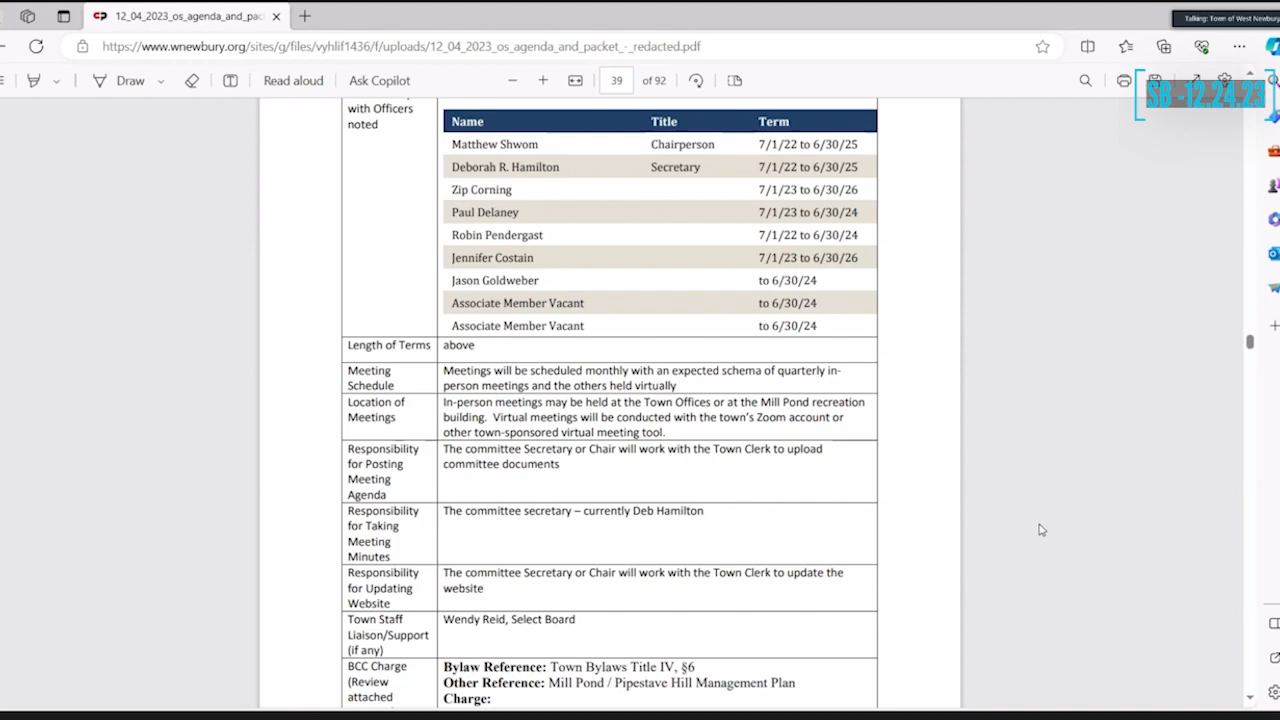 12_04_2023_os_agenda_and_pac
Talking: Town of West Newbury
https://www.wnewbury.org/sites/g/files/vyhlif1436/f/uploads/12_04_2023_os_agenda_and_packet_-_redacted.pdf
Draw
Read aloud
Ask Copilot
39 of 92
SB -12.24.23
with Officers
noted
Name Title Term
Matthew Shwom Chairperson 7/1/22 to 6/30/25
Deborah R. Hamilton Secretary 7/1/22 to 6/30/25
Zip Corning 7/1/23 to 6/30/26
Paul Delaney 7/1/23 to 6/30/24
Robin Pendergast 7/1/22 to 6/30/24
Jennifer Costain 7/1/23 to 6/30/26
Jason Goldweber to 6/30/24
Associate Member Vacant to 6/30/24
Associate Member Vacant to 6/30/24
Length of Terms
above
Meeting
Schedule
Meetings will be scheduled monthly with an expected schema of quarterly in-
person meetings and the others held virtually
Location of
Meetings
In-person meetings may be held at the Town Offices or at the Mill Pond recreation
building. Virtual meetings will be conducted with the town's Zoom account or
other town-sponsored virtual meeting tool.
Responsibility
for Posting
Meeting
Agenda
The committee Secretary or Chair will work with the Town Clerk to upload
committee documents
Responsibility
for Taking
Meeting
Minutes
The committee secretary – currently Deb Hamilton
Responsibility
for Updating
Website
The committee Secretary or Chair will work with the Town Clerk to update the
website
Town Staff
Liaison/Support
(if any)
Wendy Reid, Select Board
BCC Charge
(Review
attached
Bylaw Reference: Town Bylaws Title IV, §6
Other Reference: Mill Pond / Pipestave Hill Management Plan
Charge: